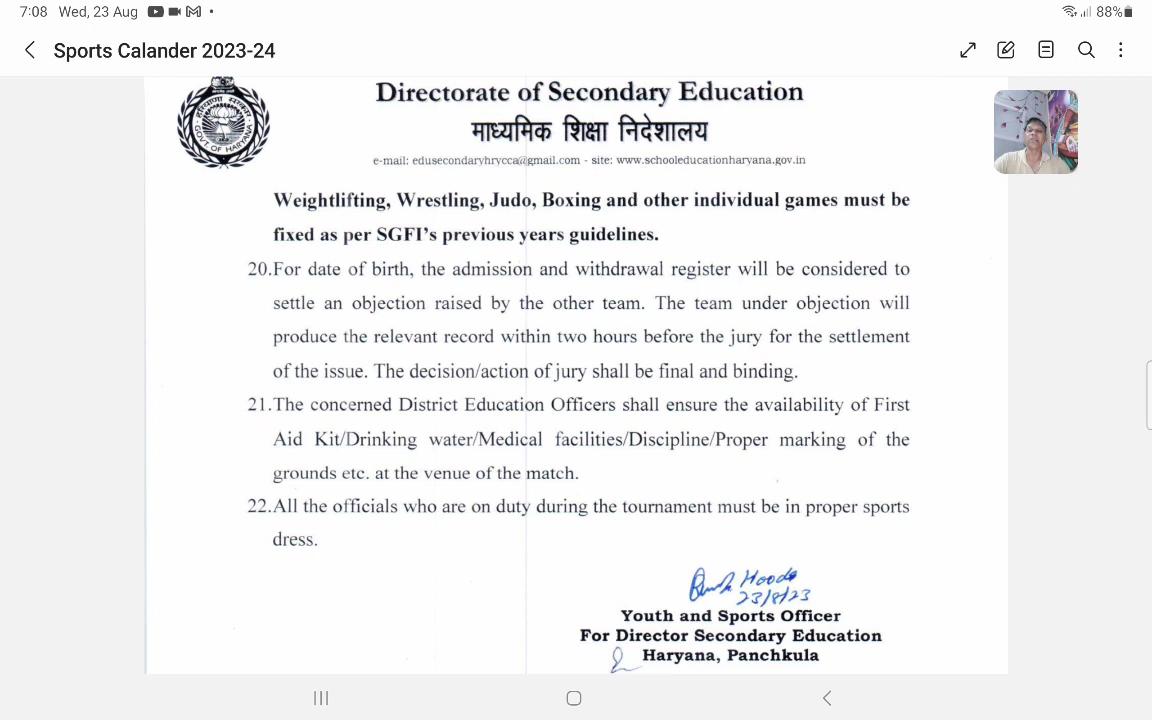 7:08 Wed, 23 Aug • 88%
Sports Calander 2023-24
GOVT OF HARYANA
Directorate of Secondary Education
माध्यमिक शिक्षा निदेशालय
e-mail: edusecondaryhrycca@gmail.com - site: www.schooleducationharyana.gov.in
Weightlifting, Wrestling, Judo, Boxing and other individual games must be
fixed as per SGFI's previous years guidelines.
20.For date of birth, the admission and withdrawal register will be considered to
settle an objection raised by the other team. The team under objection will
produce the relevant record within two hours before the jury for the settlement
of the issue. The decision/action of jury shall be final and binding.
21.The concerned District Education Officers shall ensure the availability of First
Aid Kit/Drinking water/Medical facilities/Discipline/Proper marking of the
grounds etc. at the venue of the match.
22.All the officials who are on duty during the tournament must be in proper sports
dress.
Hooda
23/8/23
Youth and Sports Officer
For Director Secondary Education
Haryana, Panchkula